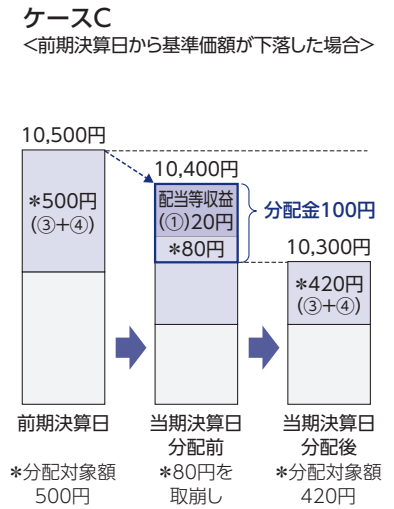 ケースC
<前期決算日から基準価額が下落した場合>
10,500円
10,400円
*500円
(③+④)
配当等収益
(①)20円
*80円
分配金100円
10,300円
*420円
(③+④)
前期決算日
当期決算日
分配前
当期決算日
分配後
*分配対象額
500円
*80円を
取崩し
*分配対象額
420円